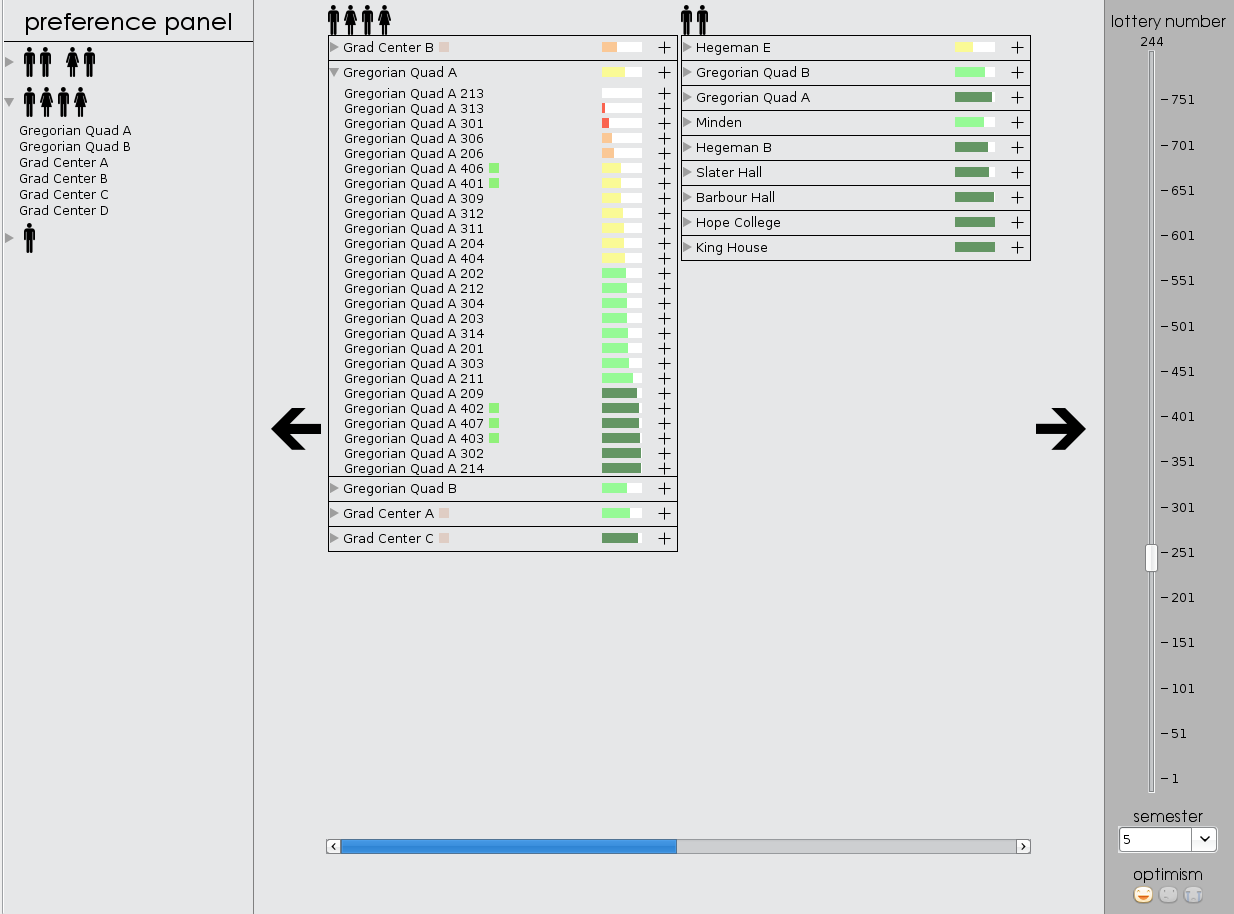 preference panel
Gregorian Quad A
Gregorian Quad B
Grad Center A
Grad Center B
Grad Center C
Grad Center D
Grad Center B
Gregorian Quad A
Gregorian Quad A 213
Gregorian Quad A 313
Gregorian Quad A 301
Gregorian Quad A 306
Gregorian Quad A 206
Gregorian Quad A 406
Gregorian Quad A 401
Gregorian Quad A 309
Gregorian Quad A 312
Gregorian Quad A 311
Gregorian Quad A 204
Gregorian Quad A 404
Gregorian Quad A 202
Gregorian Quad A 212
Gregorian Quad A 304
Gregorian Quad A 203
Gregorian Quad A 314
Gregorian Quad A 201
Gregorian Quad A 303
Gregorian Quad A 211
Gregorian Quad A 209
Gregorian Quad A 402
Gregorian Quad A 407
Gregorian Quad A 403
Gregorian Quad A 302
Gregorian Quad A 214
Gregorian Quad B
Grad Center A
Grad Center C
Hegeman E
Gregorian Quad B
Gregorian Quad A
Minden
Hegeman B
Slater Hall
Barbour Hall
Hope College
King House
lottery number
244
751
701
651
601
551
501
451
401
351
301
251
201
151
101
51
1
semester
5
optimism